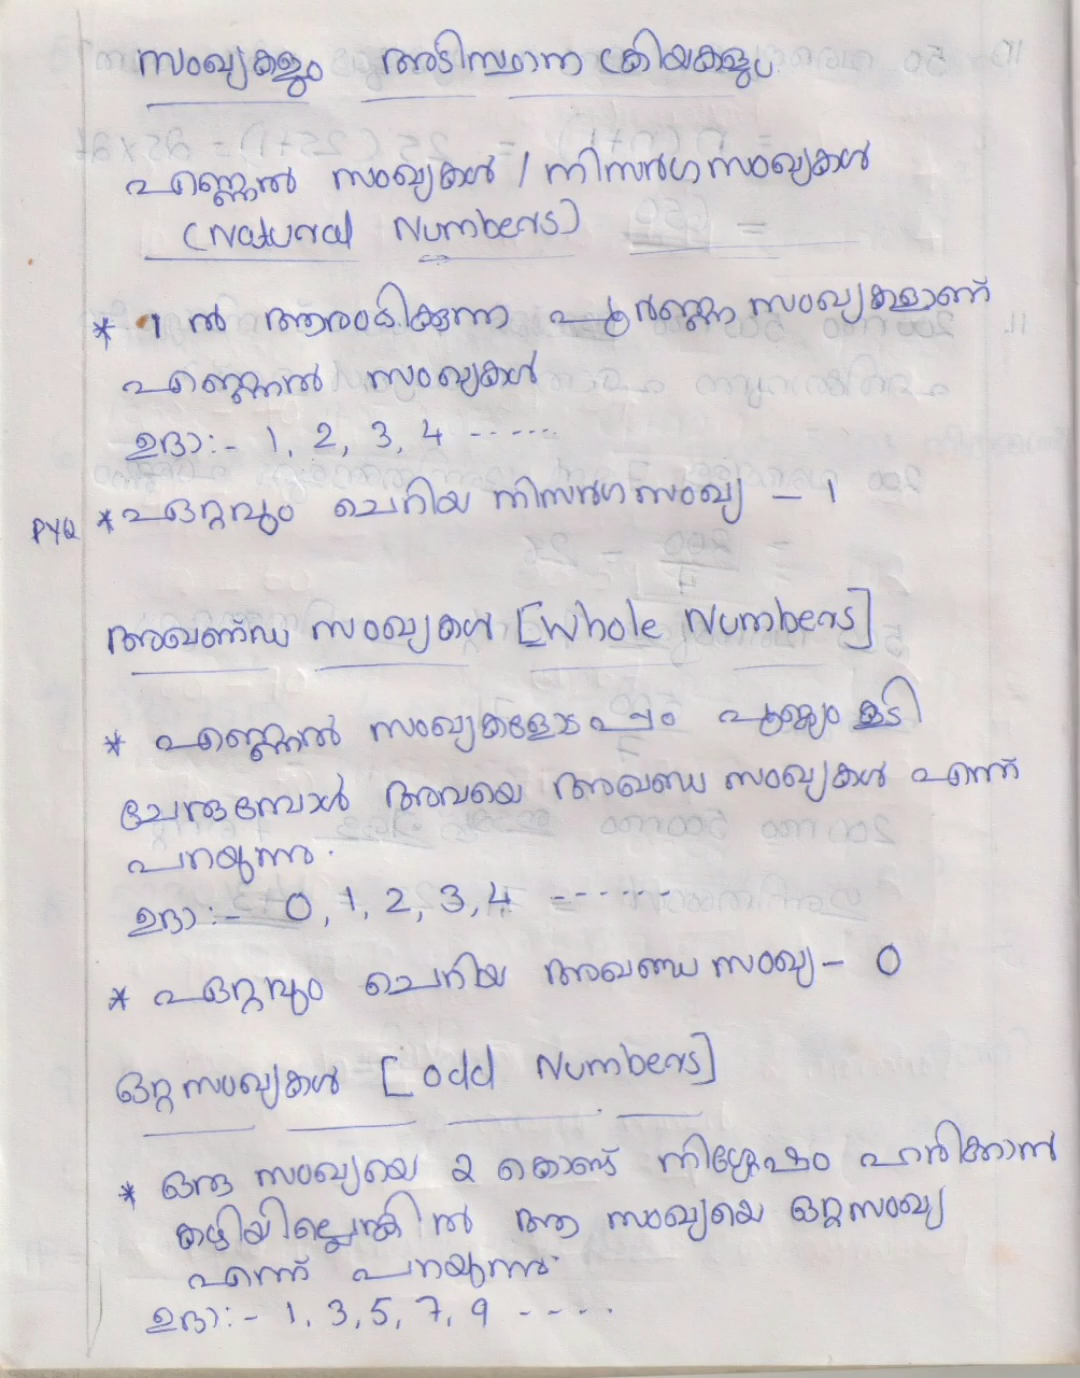 സംഖ്യകളും അടിസ്ഥാന ക്രിയകളും
എണ്ണൽ സംഖ്യകൾ / നിസർഗസംഖ്യകൾ
(Natural Numbers)
* 1 ൽ ആരംഭിക്കുന്ന പൂർണ്ണ സംഖ്യകളാണ്
എണ്ണൽ സംഖ്യകൾ
ഉദാ:- 1, 2, 3, 4 ------
PYQ * ഏറ്റവും ചെറിയ നിസർഗസംഖ്യ - 1
അഖണ്ഡ സംഖ്യകൾ [Whole Numbers]
* എണ്ണൽ സംഖ്യകളോടൊപ്പം പൂജ്യം കൂടി
ചേരുമ്പോൾ അവയെ അഖണ്ഡ സംഖ്യകൾ എന്ന്
പറയുന്നു.
ഉദാ:- 0, 1, 2, 3, 4 -------
* ഏറ്റവും ചെറിയ അഖണ്ഡ സംഖ്യ - 0
ഒറ്റ സംഖ്യകൾ [odd Numbers]
* ഒരു സംഖ്യയെ 2 കൊണ്ട് നിശ്ശേഷം ഹരിക്കാൻ
കഴിയില്ലെങ്കിൽ ആ സംഖ്യയെ ഒറ്റസംഖ്യ
എന്ന് പറയുന്നു.
ഉദാ:- 1, 3, 5, 7, 9 ----.